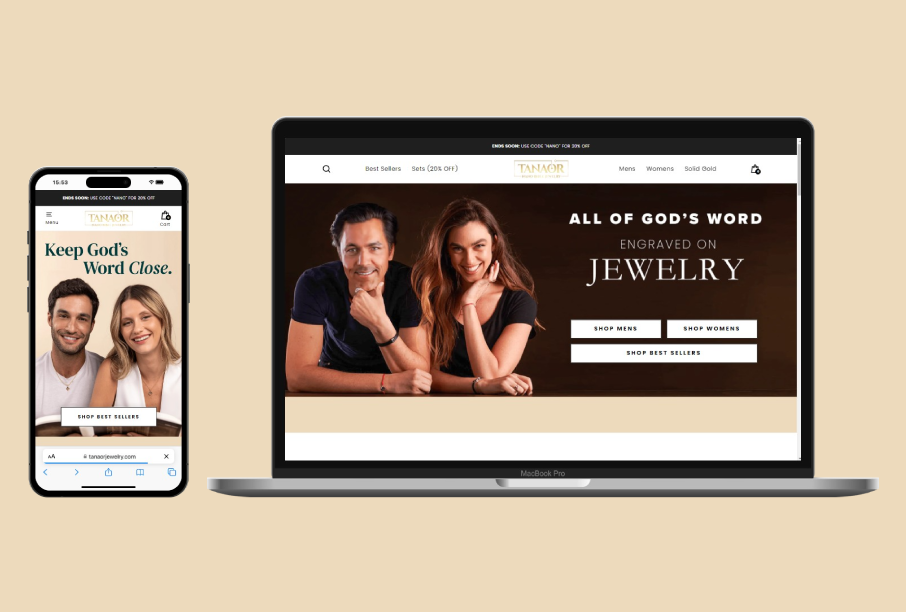 15:53
ENDS SOON: USE CODE "NANO" FOR 20% OFF
Menu
TANAOR
Cart
Keep God's
Word Close.
SHOP BEST SELLERS
AA
tanaorjewelry.com
ENDS SOON: USE CODE "NANO" FOR 20% OFF
Best Sellers Sets (20% OFF) TANAOR Mens Womens Solid Gold
ALL OF GOD'S WORD
ENGRAVED ON
JEWELRY
SHOP MENS SHOP WOMENS
SHOP BEST SELLERS
MacBook Pro